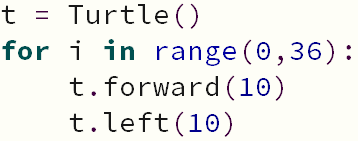 t = Turtle()
for i in range(0,36):
    t.forward(10)
    t.left(10)